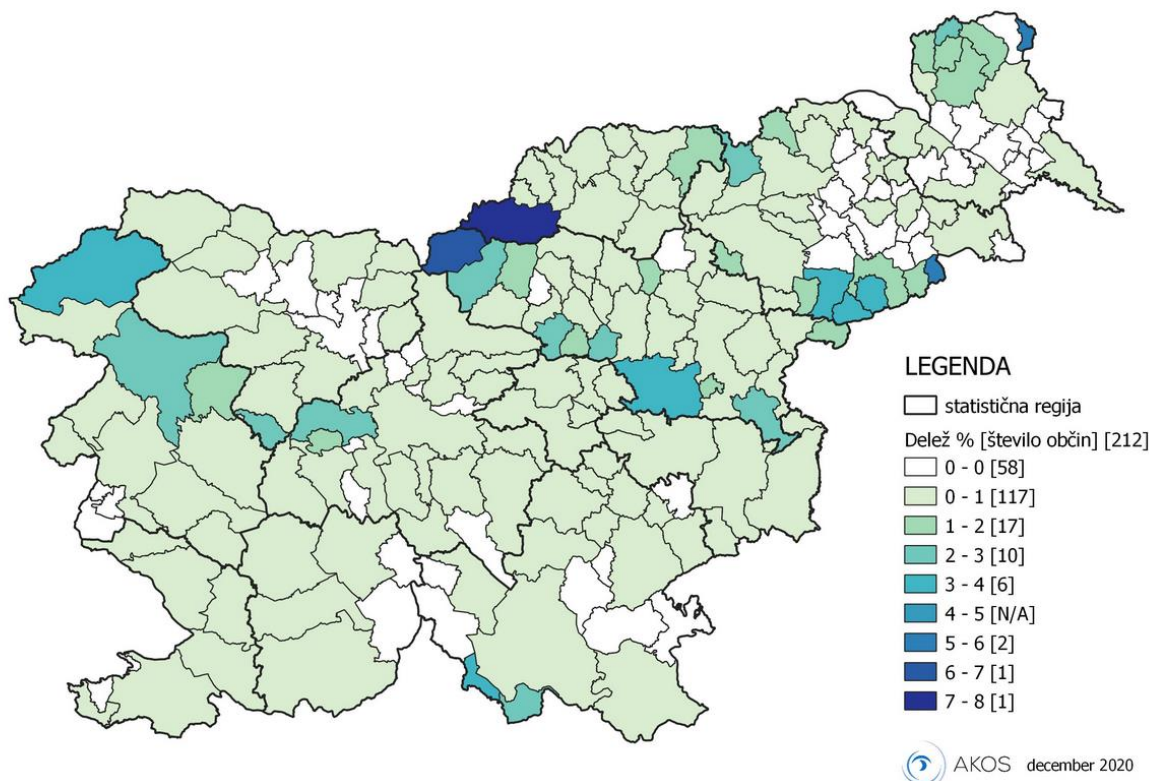 LEGENDA
statistična regija
Delež % [število občin] [212]
0 - 0 [58]
0 - 1 [117]
1 - 2 [17]
2 - 3 [10]
3 - 4 [6]
4 - 5 [N/A]
5 - 6 [2]
6 - 7 [1]
7 - 8 [1]
AKOS december 2020